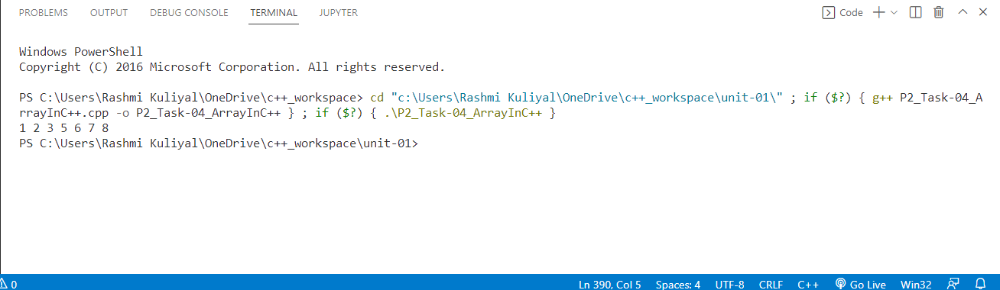 PROBLEMS OUTPUT DEBUG CONSOLE TERMINAL JUPYTER Code
Windows PowerShell
Copyright (C) 2016 Microsoft Corporation. All rights reserved.
PS C:\Users\Rashmi Kuliyal\OneDrive\c++_workspace> cd "c:\Users\Rashmi Kuliyal\OneDrive\c++_workspace\unit-01\" ; if ($?) { g++ P2_Task-04_A
rrayInC++.cpp -o P2_Task-04_ArrayInC++ } ; if ($?) { .\P2_Task-04_ArrayInC++ }
1 2 3 5 6 7 8
PS C:\Users\Rashmi Kuliyal\OneDrive\c++_workspace\unit-01>
0 Ln 390, Col 5 Spaces: 4 UTF-8 CRLF C++ Go Live Win32